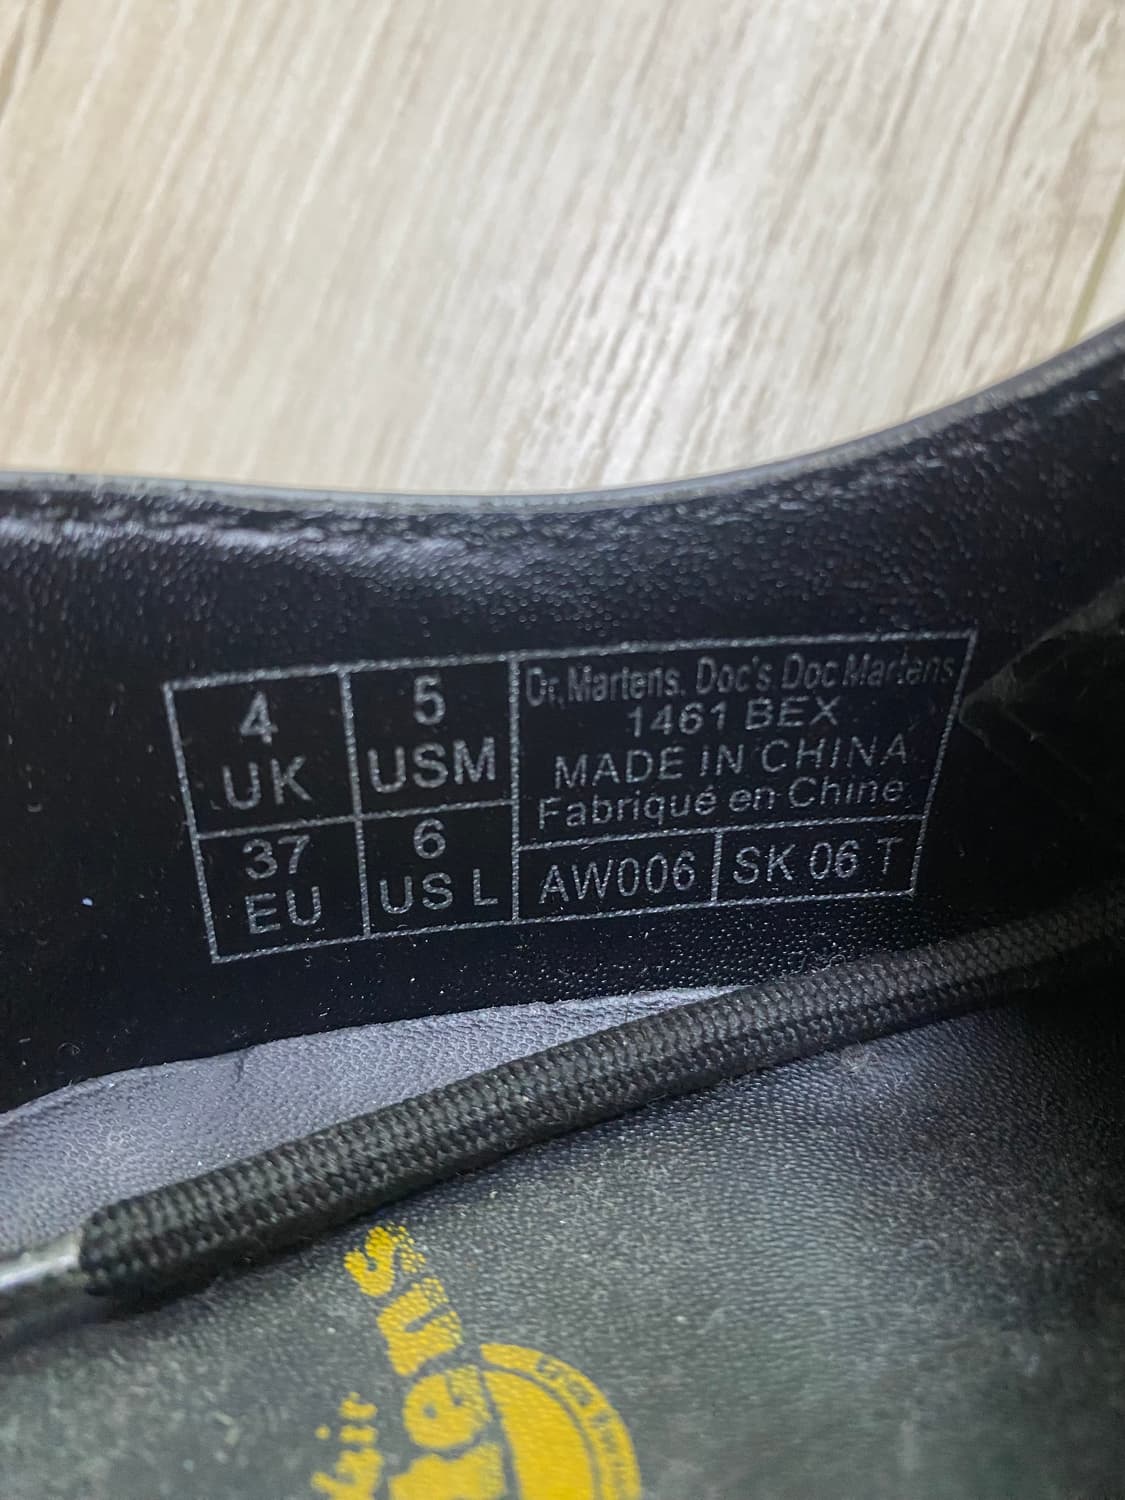 4
UK
5
USM
37
EU
6
US L
Dr. Martens. Doc's Doc Martens
1461 BEX
MADE IN CHINA
Fabriqué en Chine
AW006
SK 06 T